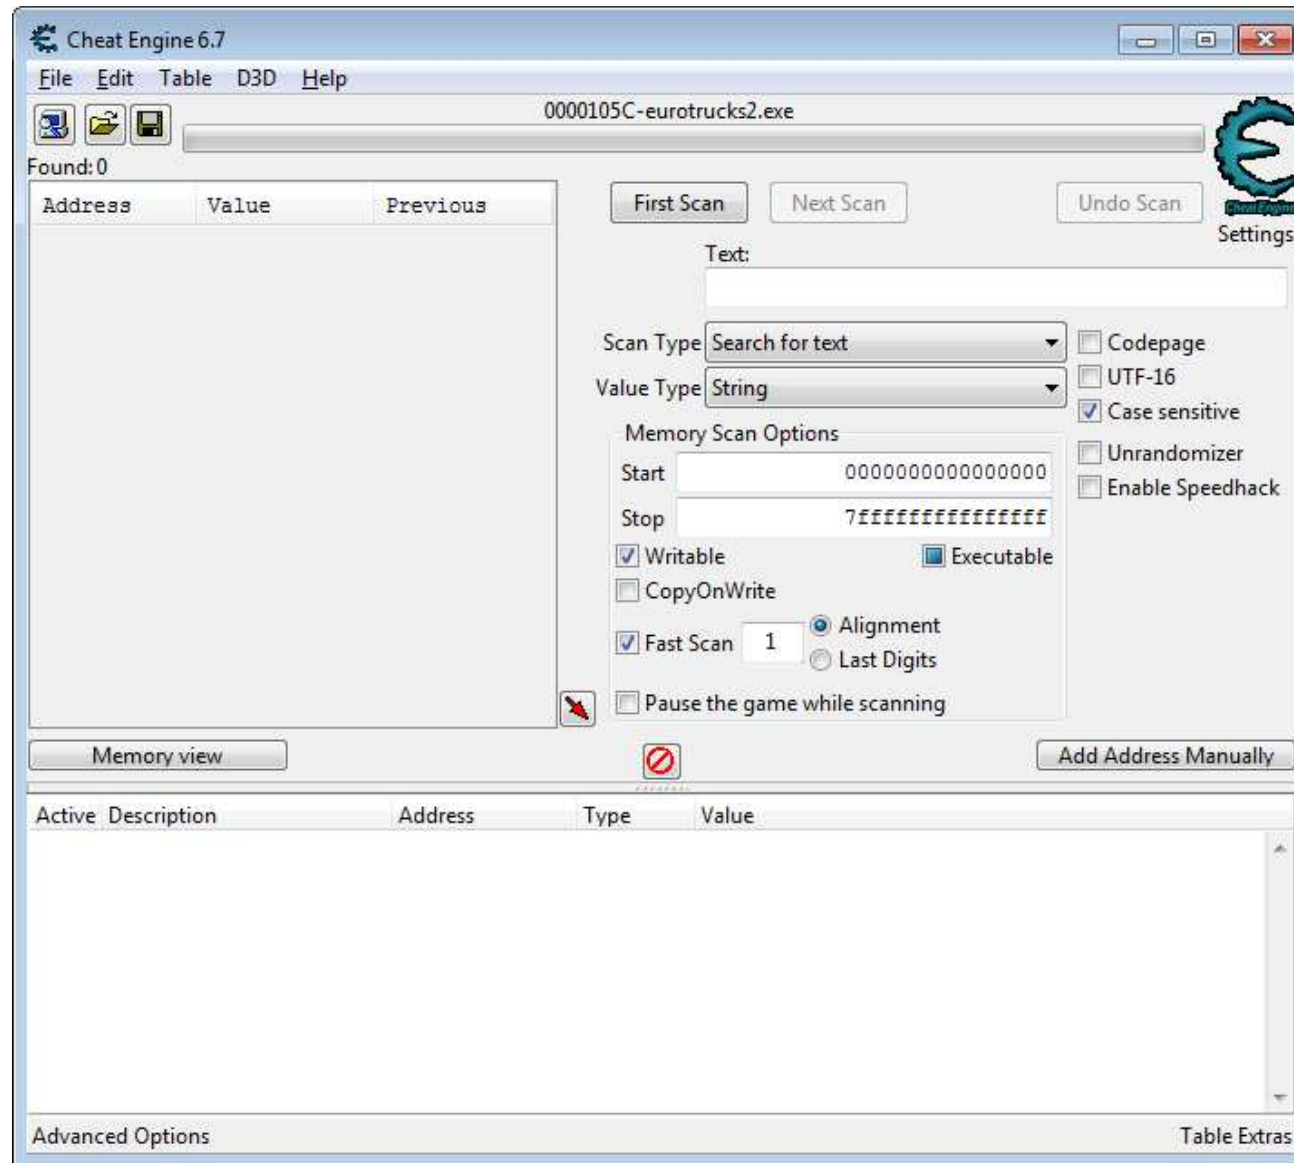 Cheat Engine 6.7
File Edit Table D3D Help
0000105C-eurotrucks2.exe
Found: 0
Address Value Previous
First Scan Next Scan Undo Scan
Cheat Engine
Settings
Text:
Scan Type Search for text
Codepage
UTF-16
Value Type String
Case sensitive
Memory Scan Options
Unrandomizer
Start 0000000000000000
Enable Speedhack
Stop 7fffffffffffffff
Writable Executable
CopyOnWrite
Fast Scan 1 Alignment
Last Digits
Pause the game while scanning
Memory view Add Address Manually
Active Description Address Type Value
Advanced Options Table Extras